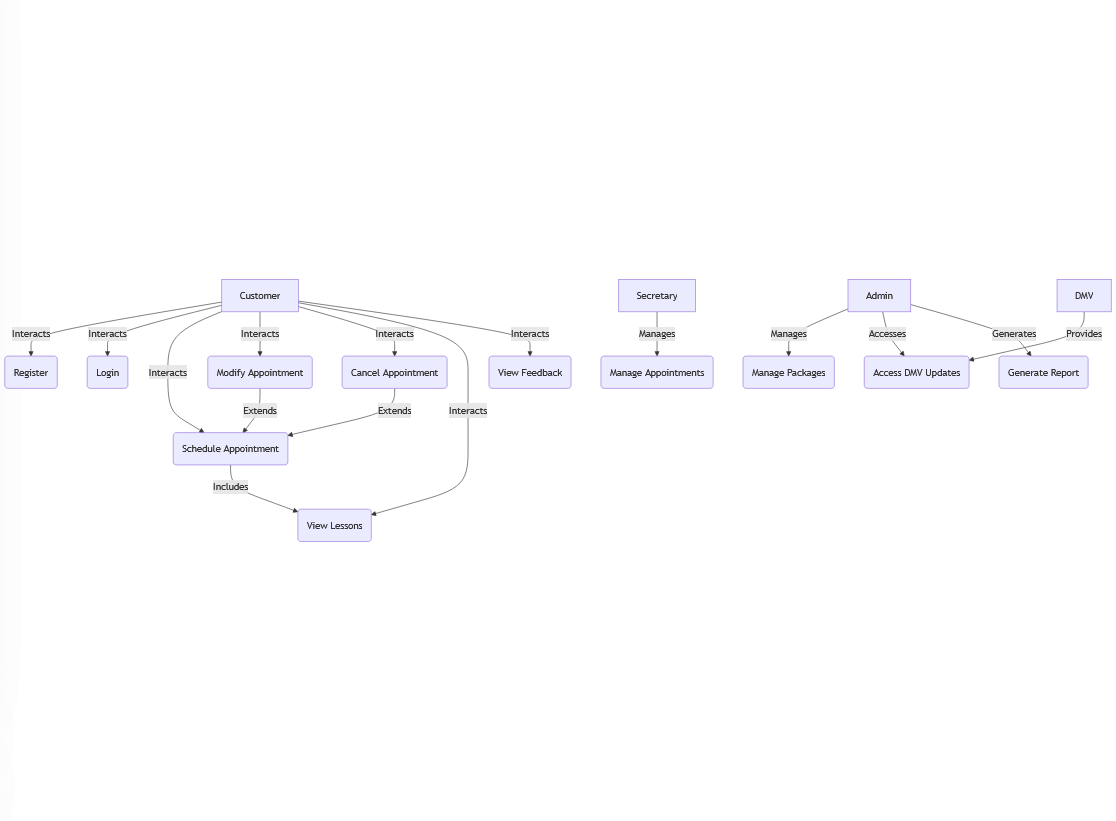 Customer
Secretary
Admin
DMV
Interacts
Interacts
Interacts
Interacts
Interacts
Manages
Manages
Accesses
Generates
Provides
Register
Login
Interacts
Modify Appointment
Cancel Appointment
View Feedback
Manage Appointments
Manage Packages
Access DMV Updates
Generate Report
Extends
Extends
Interacts
Schedule Appointment
Includes
View Lessons